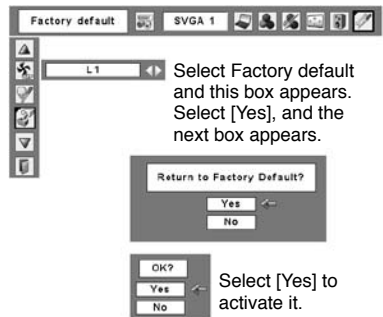 Factory default
SVGA 1
L1
Select Factory default
and this box appears.
Select [Yes], and the
next box appears.
Return to Factory Default?
Yes
No
OK?
Yes
No
Select [Yes] to
activate it.